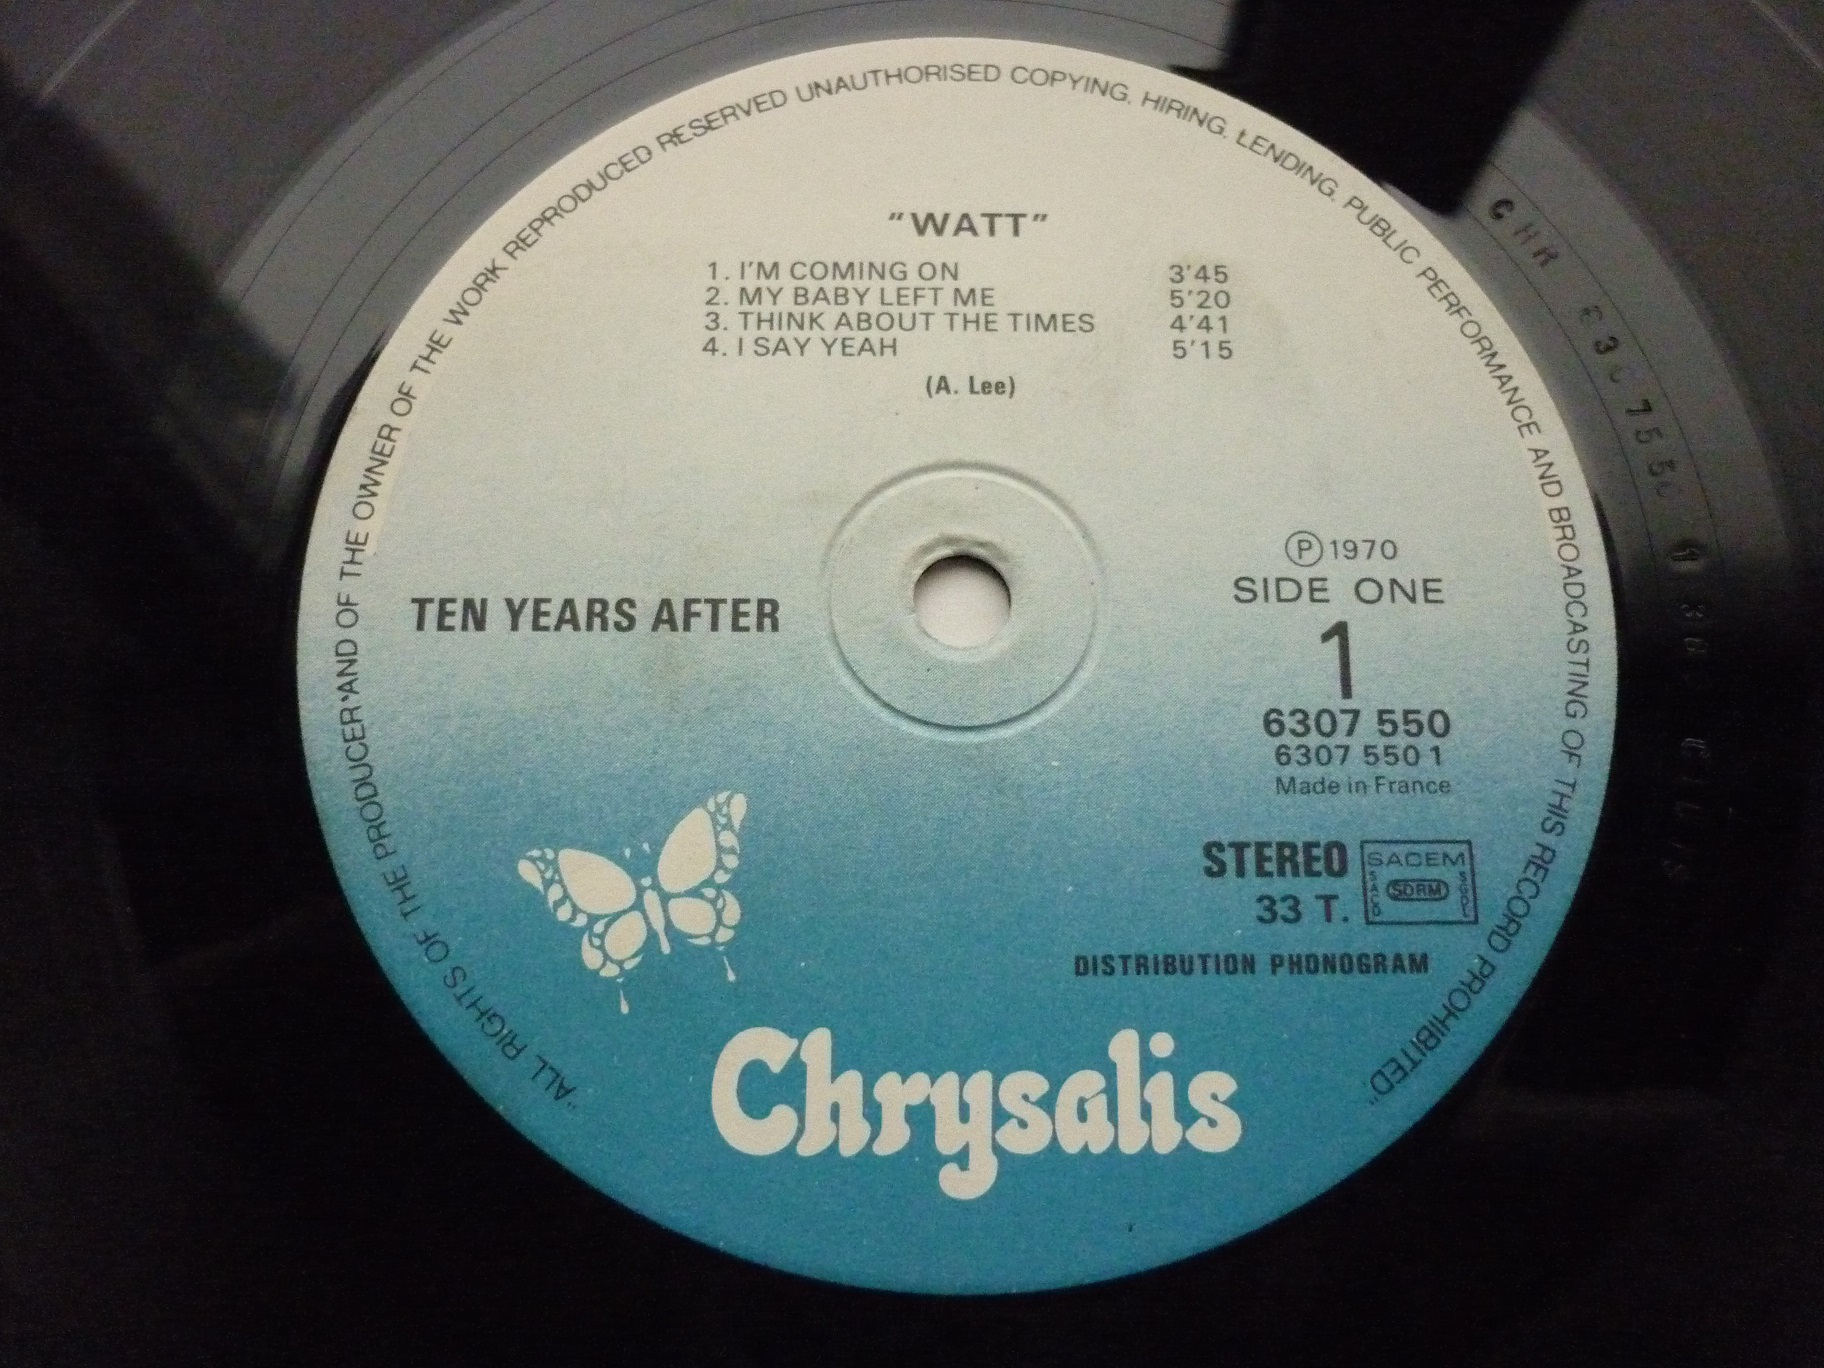 "ALL RIGHTS OF THE PRODUCER AND OF THE OWNER OF THE WORK REPRODUCED RESERVED UNAUTHORISED COPYING. HIRING. LENDING. PUBLIC PERFORMANCE AND BROADCASTING OF THIS RECORD PROHIBITED"
"WATT"
1. I'M COMING ON 3'45
2. MY BABY LEFT ME 5'20
3. THINK ABOUT THE TIMES 4'41
4. I SAY YEAH 5'15
(A. Lee)
TEN YEARS AFTER
Ⓟ 1970
SIDE ONE
1
6307 550
6307 550 1
Made in France
STEREO
33 T.
SACEM
SACD
SDRM
SGDL
DISTRIBUTION PHONOGRAM
Chrysalis